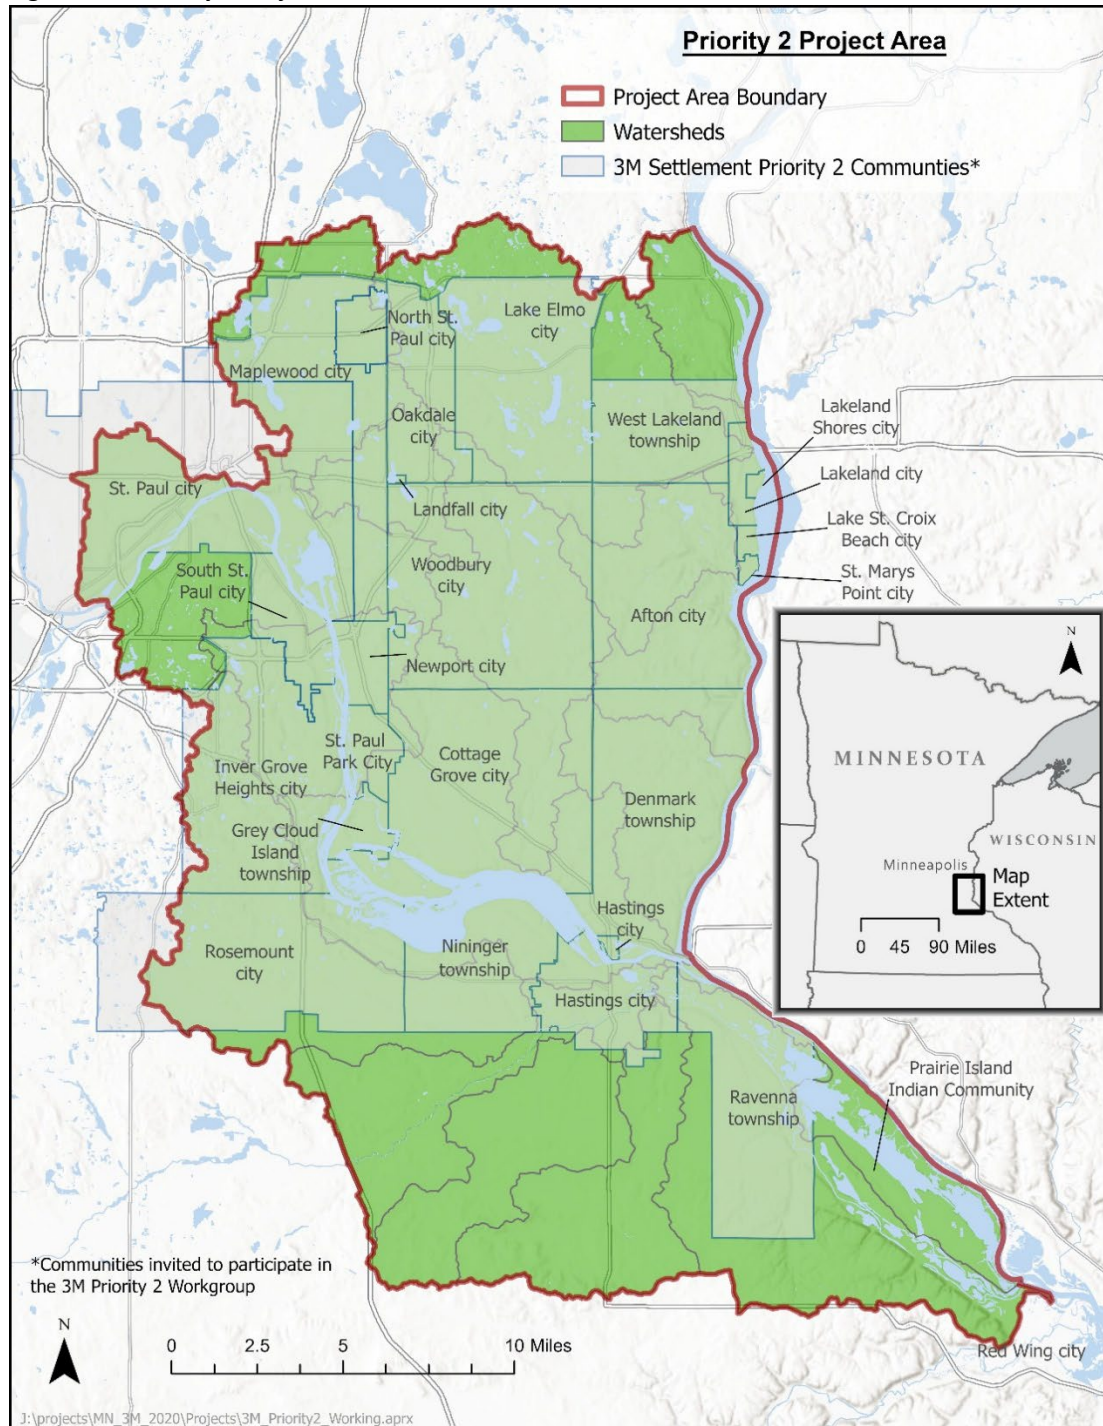 Priority 2 Project Area
Project Area Boundary
Watersheds
3M Settlement Priority 2 Communties*
North St.
Paul city
Lake Elmo
city
Maplewood city
Oakdale
city
West Lakeland
township
Lakeland
Shores city
Lakeland city
St. Paul city
Landfall city
Lake St. Croix
Beach city
South St.
Paul city
Woodbury
city
St. Marys
Point city
Afton city
Newport city
St. Paul
Park City
Cottage
Grove city
Inver Grove
Heights city
Denmark
township
Grey Cloud
Island
township
Hastings
city
Rosemount
city
Nininger
township
Hastings city
Ravenna
township
Prairie Island
Indian Community
Red Wing city
N
MINNESOTA
WISCONSIN
Minneapolis
Map
Extent
0 45 90 Miles
*Communities invited to participate in
the 3M Priority 2 Workgroup
N
0 2.5 5 10 Miles
J:\projects\MN_3M_2020\Projects\3M_Priority2_Working.aprx